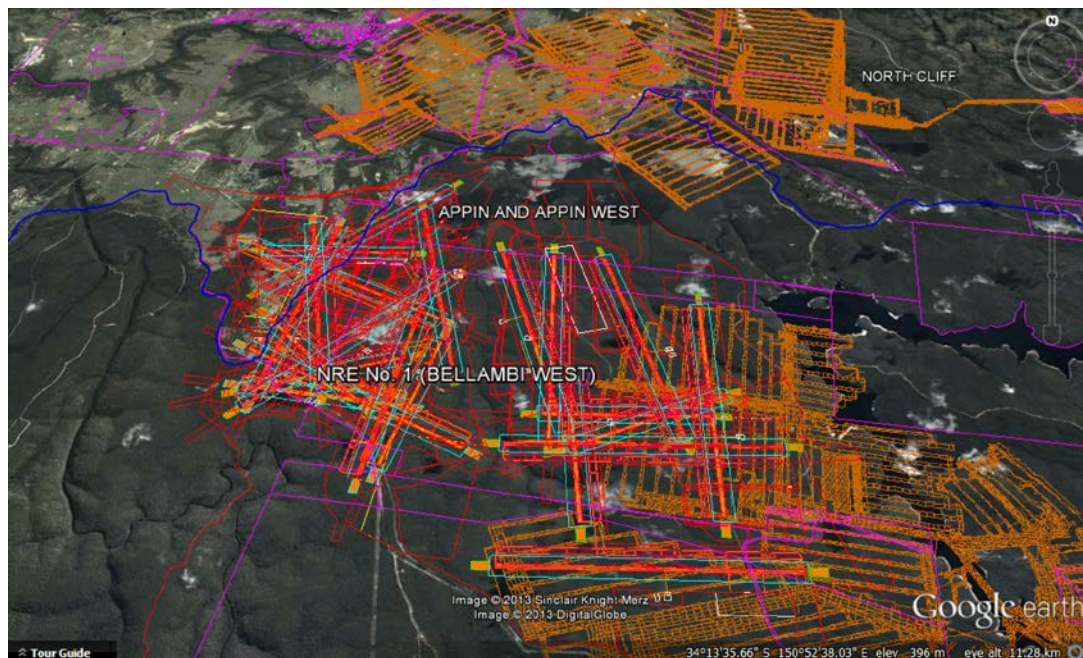 N
NORTH CLIFF
APPIN AND APPIN WEST
NRE No. 1 (BELLAMBI WEST)
Image © 2013 Sinclair Knight Merz
Image © 2013 DigitalGlobe
Google earth
Tour Guide
34°13'35.66" S 150°52'38.03" E elev 396 m eye alt 11.28 km